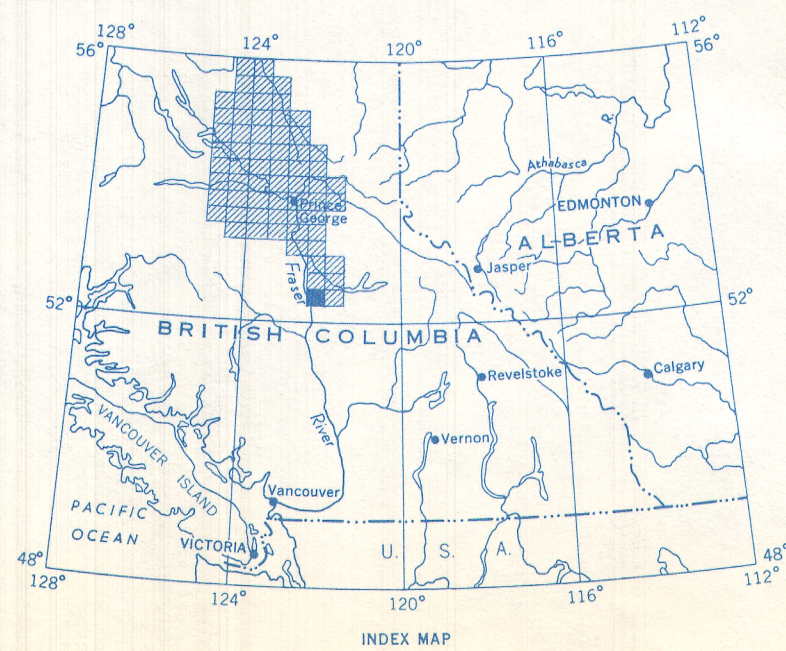 128°
124°
120°
116°
112°
56°
56°
R.
Athabasca
EDMONTON
ALBERTA
Prince
George
Jasper
Fraser
52°
52°
BRITISH COLUMBIA
Revelstoke
Calgary
River
Vernon
VANCOUVER ISLAND
Vancouver
PACIFIC
OCEAN
VICTORIA
U. S. A.
48°
48°
128°
124°
120°
116°
112°
INDEX MAP